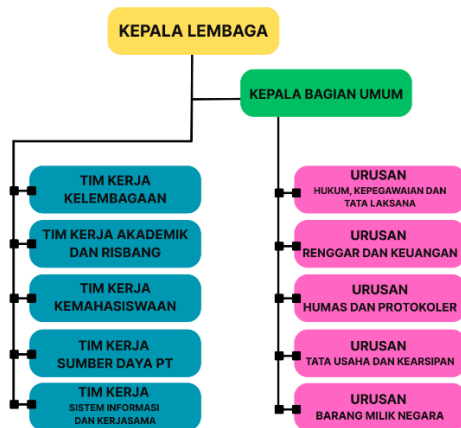 KEPALA LEMBAGA
KEPALA BAGIAN UMUM
TIM KERJA
KELEMBAGAAN
TIM KERJA AKADEMIK
DAN RISBANG
TIM KERJA
KEMAHASISWAAN
TIM KERJA
SUMBER DAYA PT
TIM KERJA
SISTEM INFORMASI
DAN KERJASAMA
URUSAN
HUKUM, KEPEGAWAIAN DAN
TATA LAKSANA
URUSAN
RENGGAR DAN KEUANGAN
URUSAN
HUMAS DAN PROTOKOLER
URUSAN
TATA USAHA DAN KEARSIPAN
URUSAN
BARANG MILIK NEGARA